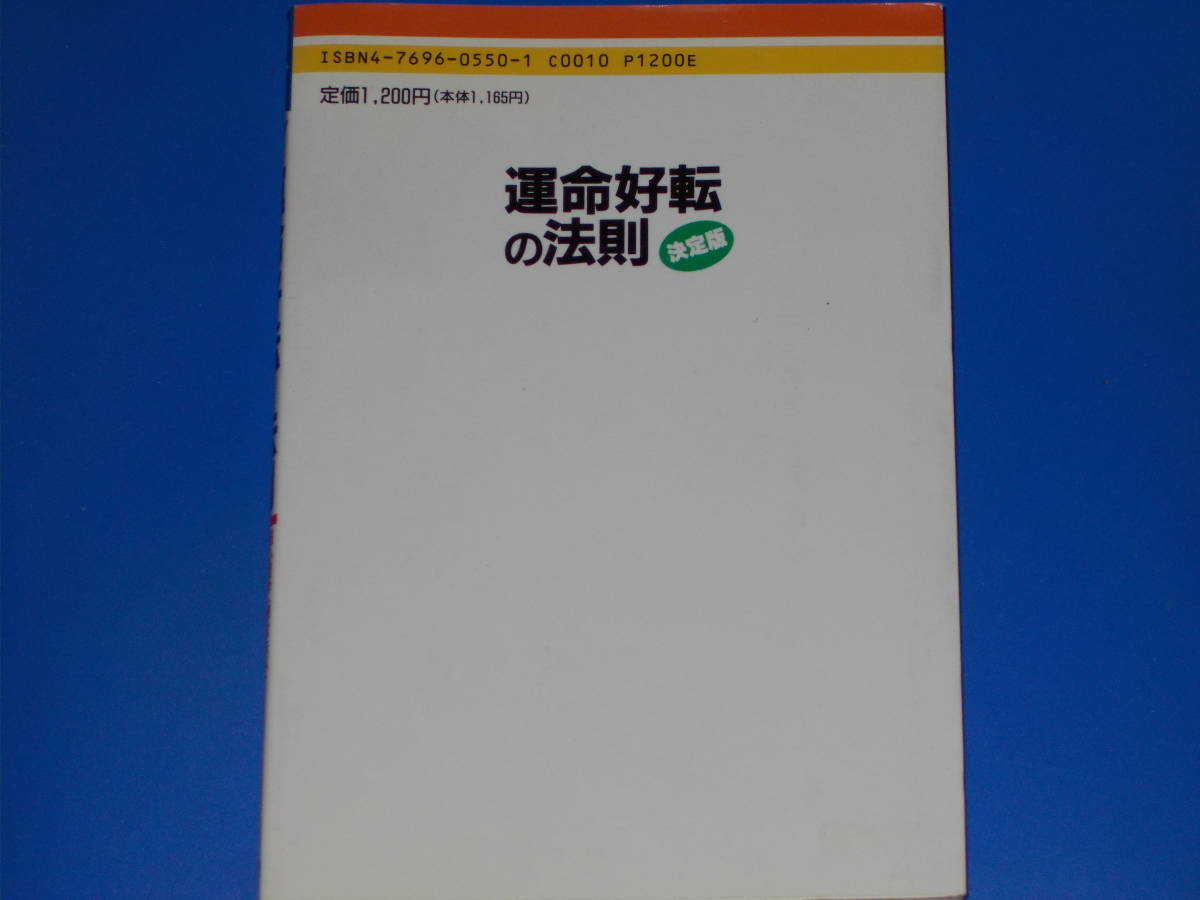 ISBN4-7696-0550-1 C0010 P1200E
定価1,200円(本体1,165円)
運命好転
の法則 決定版